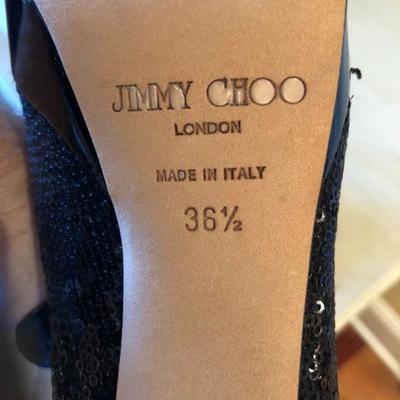 JIMMY CHOO
LONDON
MADE IN ITALY
36½